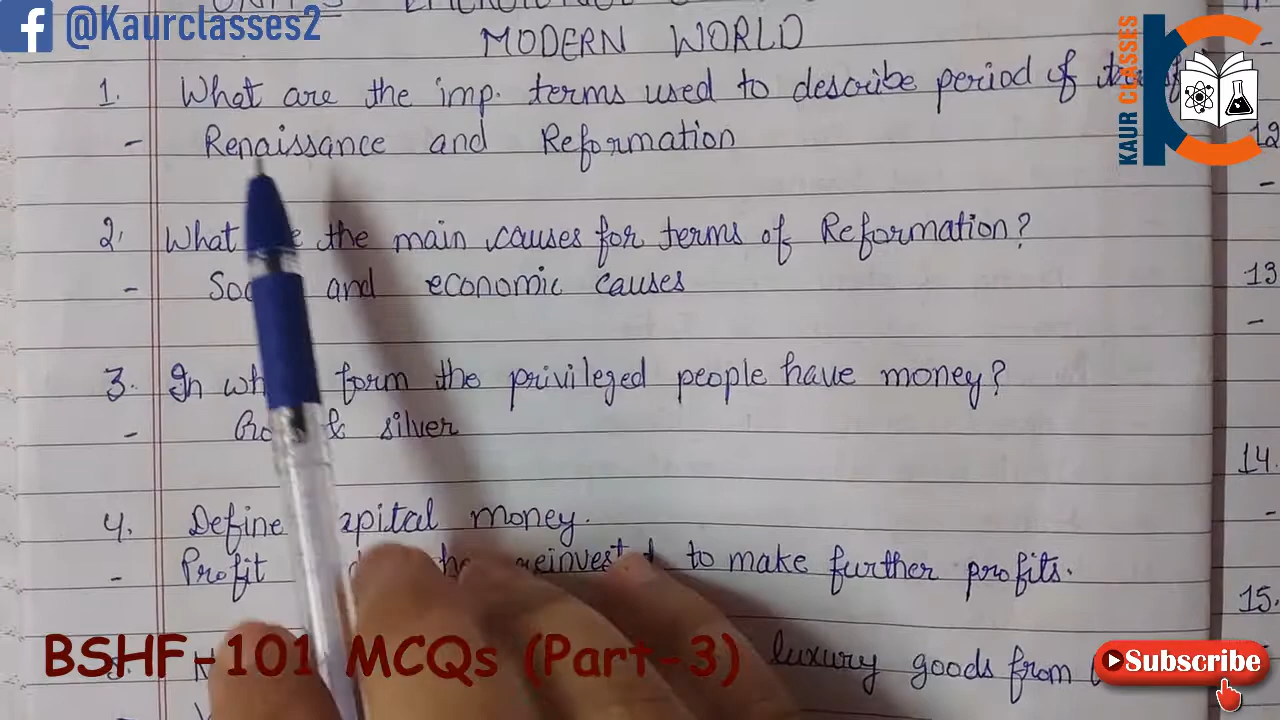 @Kaurclasses2
MODERN WORLD
1. What are the imp. terms used to describe period of
- Renaissance and Reformation
2. What the main causes for terms of Reformation?
- and economic causes
3. In form the privileged people have money?
- & silver
4. Define money.
- Profit to make further profits.
luxury goods from
BSHF-101 MCQs (Part-3)
KAUR CLASSES
12
-
13
-
14.
-
15.
Subscribe